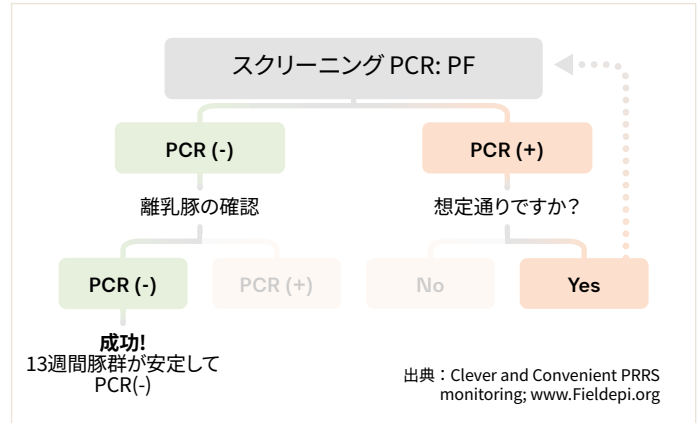 スクリーニング PCR: PF
PCR (-)
PCR (+)
離乳豚の確認
想定通りですか？
PCR (-)
PCR (+)
No
Yes
成功!
13週間豚群が安定して
PCR(-)
出典：Clever and Convenient PRRS
monitoring; www.Fieldepi.org